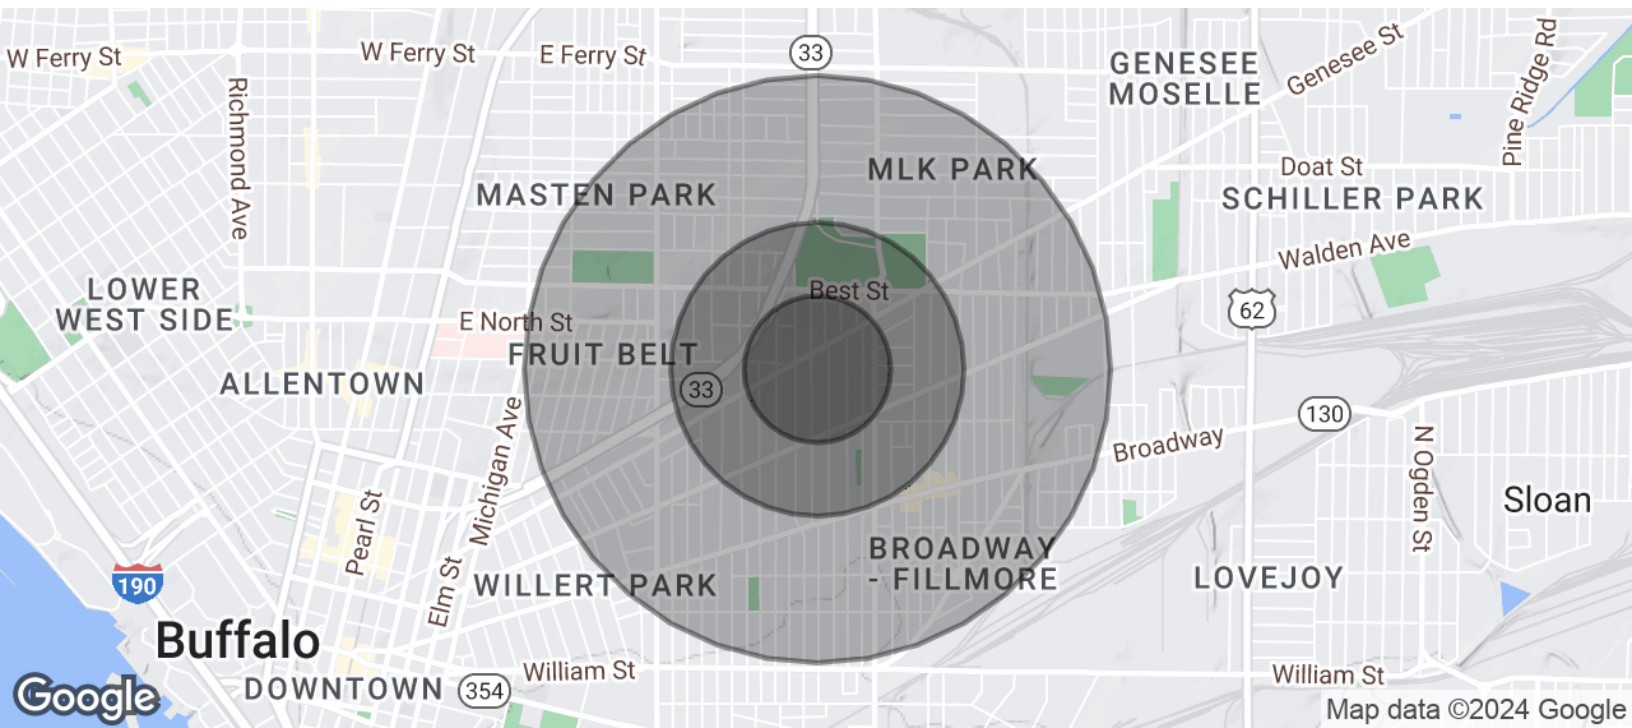 W Ferry St
W Ferry St
E Ferry St
33
GENESEE
MOSELLE
Genesee St
Pine Ridge Rd
Richmond Ave
MASTEN PARK
MLK PARK
Doat St
SCHILLER PARK
Walden Ave
LOWER
WEST SIDE
Best St
62
E North St
FRUIT BELT
ALLENTOWN
33
130
Michigan Ave
Broadway
N Ogden St
Sloan
Pearl St
BROADWAY
- FILLMORE
190
Elm St
WILLERT PARK
LOVEJOY
Buffalo
William St
William St
DOWNTOWN
354
Google
Map data ©2024 Google